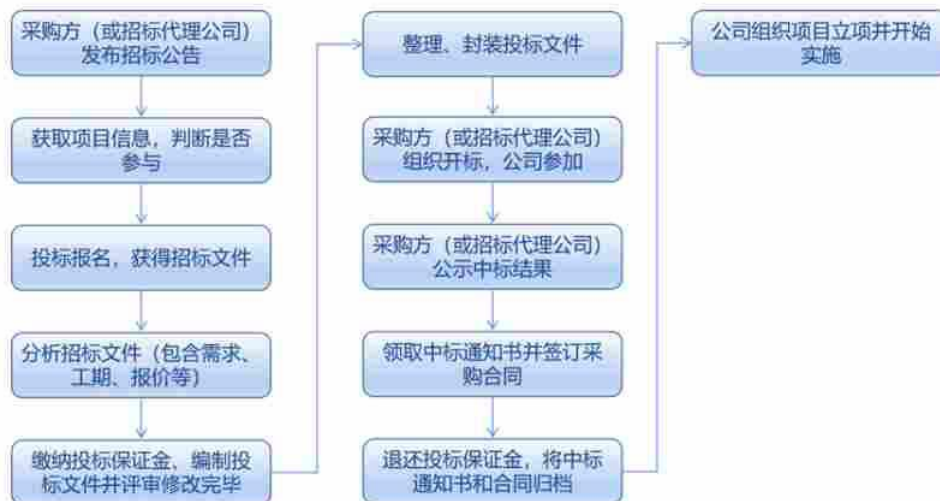 采购方（或招标代理公司）
发布招标公告
获取项目信息，判断是否
参与
投标报名，获得招标文件
分析招标文件（包含需求、
工期、报价等）
缴纳投标保证金、编制投
标文件并评审修改完毕
整理、封装投标文件
采购方（或招标代理公司）
组织开标，公司参加
采购方（或招标代理公司）
公示中标结果
领取中标通知书并签订采
购合同
退还投标保证金，将中标
通知书和合同归档
公司组织项目立项并开始
实施